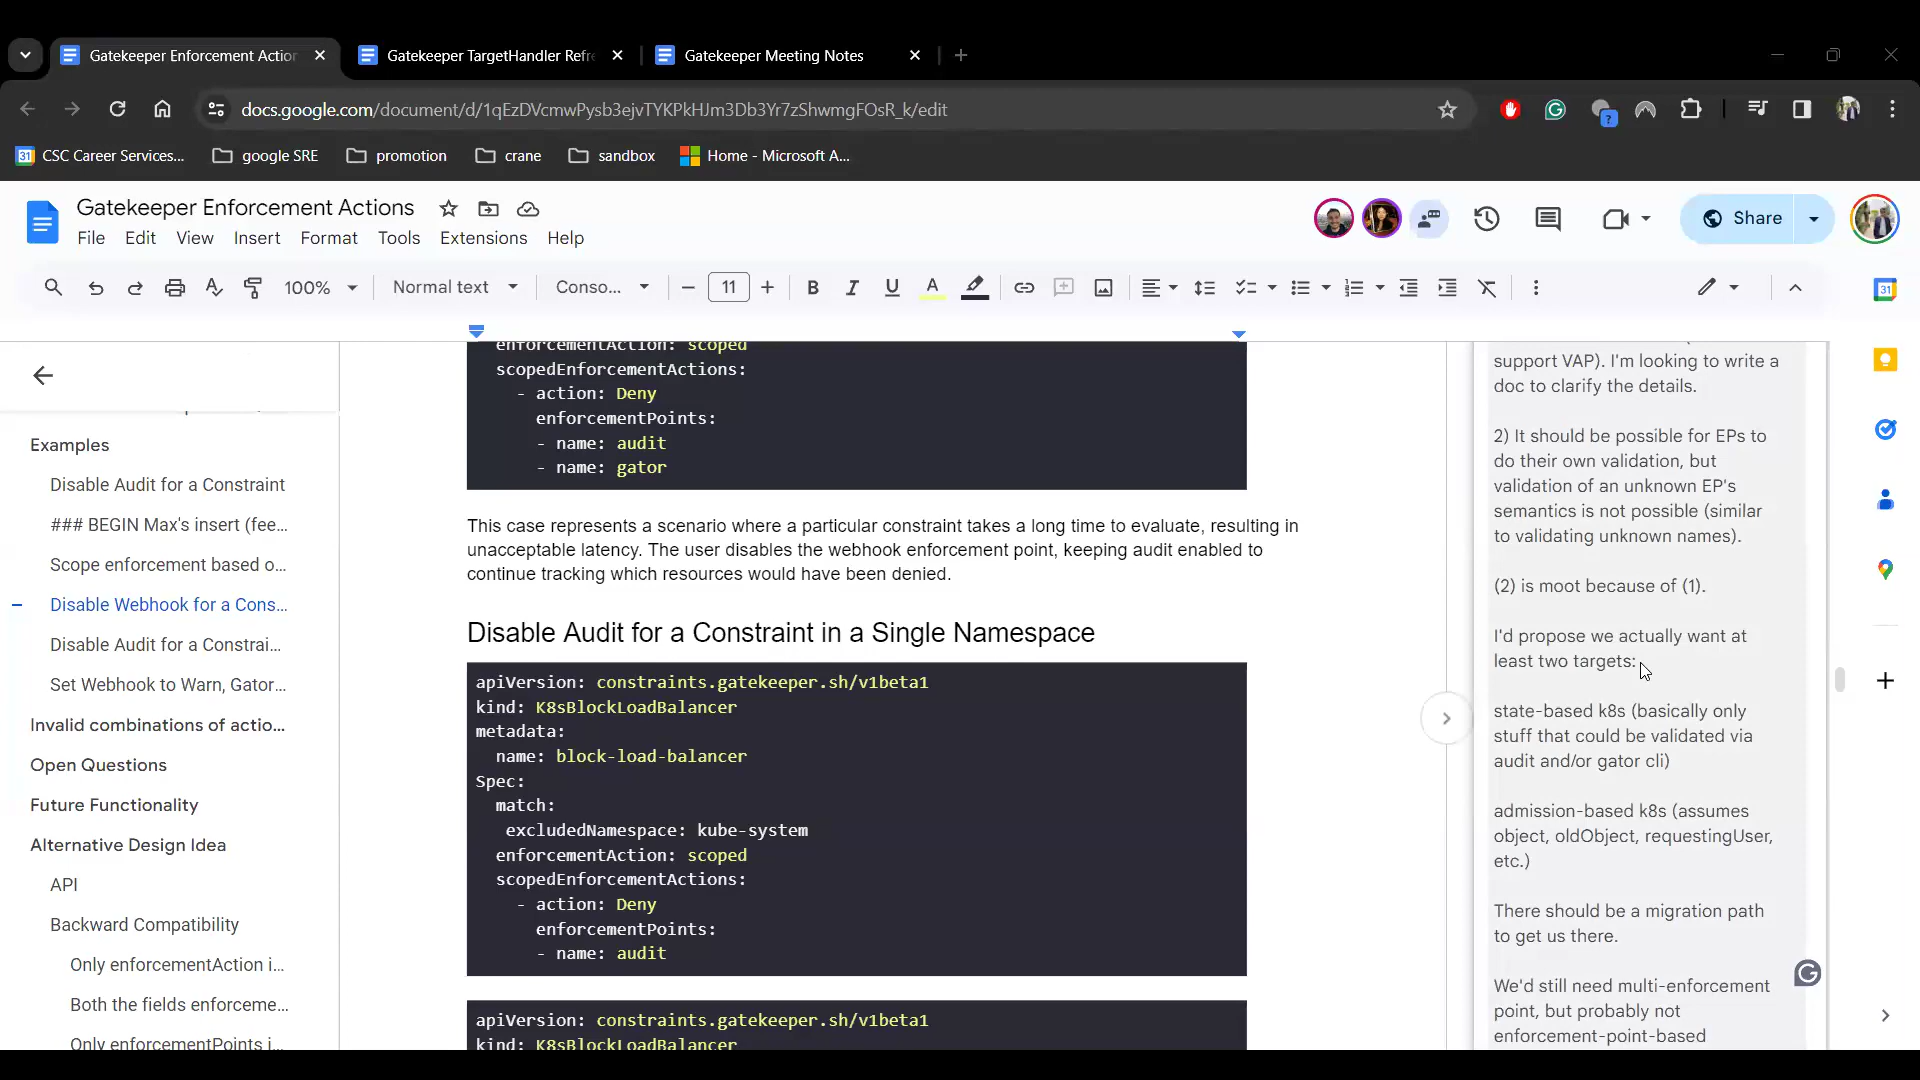 Gatekeeper Enforcement Action
Gatekeeper TargetHandler Refr
Gatekeeper Meeting Notes
docs.google.com/document/d/1qEzDVcmwPysb3ejvTYKPkHJm3Db3Yr7zShwmgFOsR_k/edit
CSC Career Services...
google SRE
promotion
crane
sandbox
Home - Microsoft A...
Gatekeeper Enforcement Actions
Share
File Edit View Insert Format Tools Extensions Help
100% Normal text Conso... 11
Examples
Disable Audit for a Constraint
### BEGIN Max's insert (fee...
Scope enforcement based o...
Disable Webhook for a Cons...
Disable Audit for a Constrai...
Set Webhook to Warn, Gator...
Invalid combinations of actio...
Open Questions
Future Functionality
Alternative Design Idea
API
Backward Compatibility
Only enforcementAction i...
Both the fields enforceme...
Only enforcementPoints i...
enforcementAction: scoped
scopedEnforcementActions:
- action: Deny
enforcementPoints:
- name: audit
- name: gator
This case represents a scenario where a particular constraint takes a long time to evaluate, resulting in
unacceptable latency. The user disables the webhook enforcement point, keeping audit enabled to
continue tracking which resources would have been denied.
Disable Audit for a Constraint in a Single Namespace
apiVersion: constraints.gatekeeper.sh/v1beta1
kind: K8sBlockLoadBalancer
metadata:
name: block-load-balancer
Spec:
match:
excludedNamespace: kube-system
enforcementAction: scoped
scopedEnforcementActions:
- action: Deny
enforcementPoints:
- name: audit
apiVersion: constraints.gatekeeper.sh/v1beta1
kind: K8sBlockLoadBalancer
support VAP). I'm looking to write a
doc to clarify the details.
2) It should be possible for EPs to
do their own validation, but
validation of an unknown EP's
semantics is not possible (similar
to validating unknown names).
(2) is moot because of (1).
I'd propose we actually want at
least two targets:
state-based k8s (basically only
stuff that could be validated via
audit and/or gator cli)
admission-based k8s (assumes
object, oldObject, requestingUser,
etc.)
There should be a migration path
to get us there.
We'd still need multi-enforcement
point, but probably not
enforcement-point-based